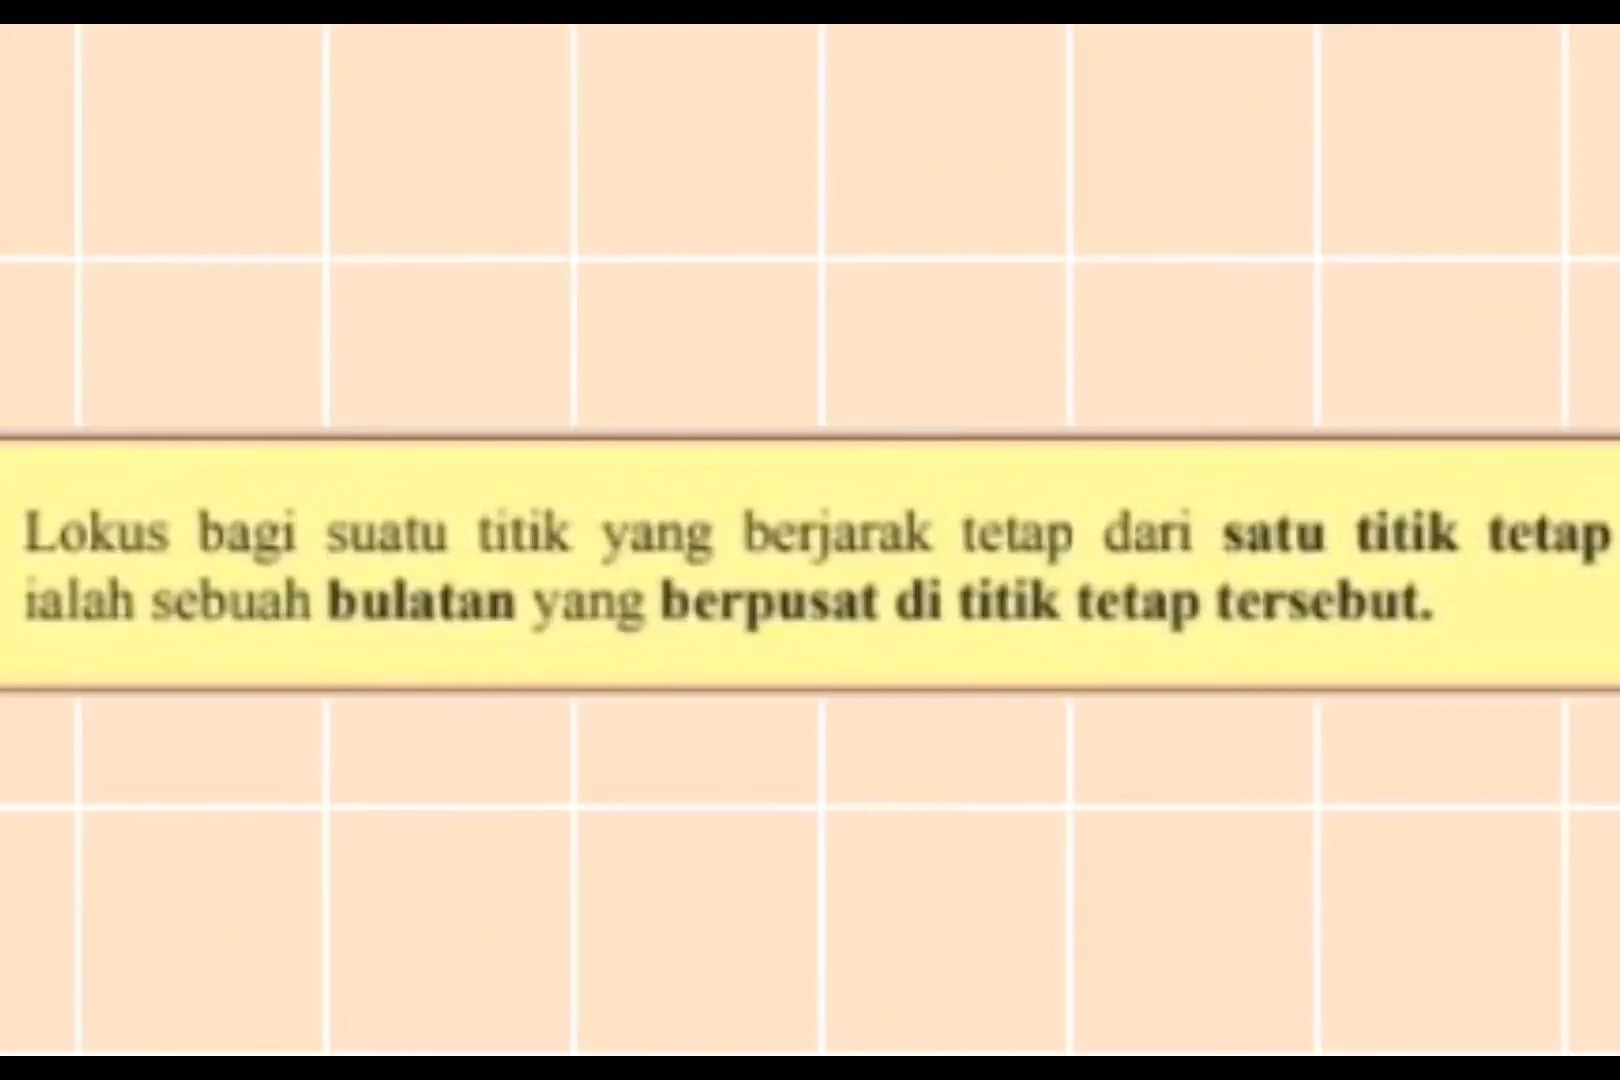 Lokus bagi suatu titik yang berjarak tetap dari satu titik tetap
ialah sebuah bulatan yang berpusat di titik tetap tersebut.